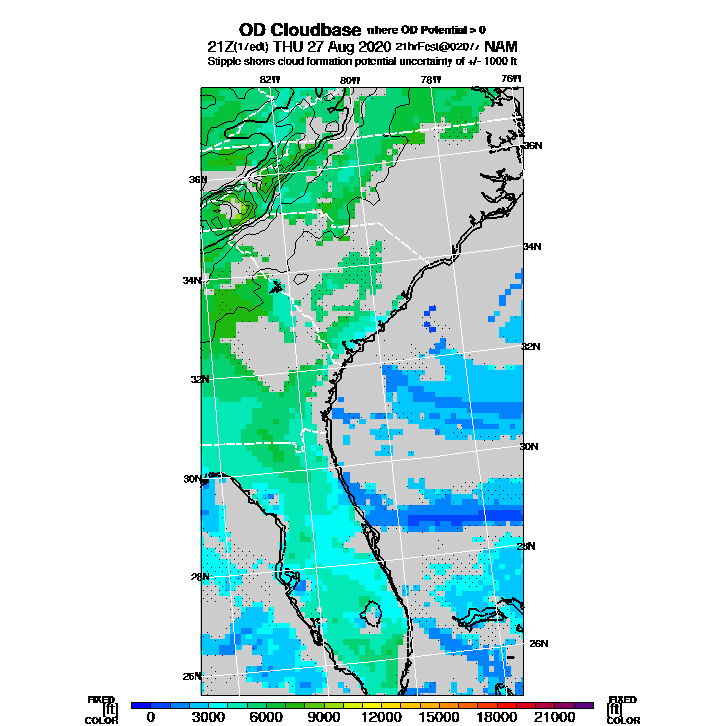 OD Cloudbase where OD Potential > 0
21Z(17edt) THU 27 Aug 2020 21hrFcst@0207z NAM
Stipple shows cloud formation potential uncertainty of +/- 1000 ft
82W 80W 78W 76W
36N
36N
34N
34N
32N
32N
30N
30N
28N
28N
26N
26N
FIXED FIXED
[ft] [ft]
COLOR COLOR
0 3000 6000 9000 12000 15000 18000 21000